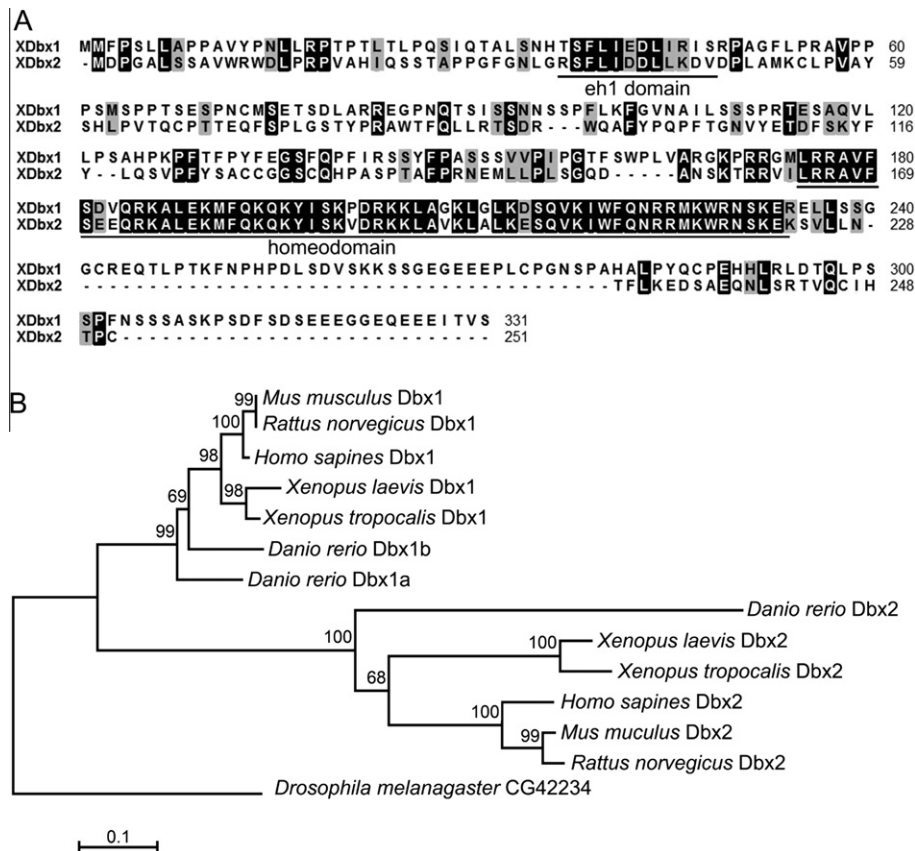 A
XDbx1 MMFPSLLAPPAVYPNLLRPTPTLTLPQSIQTALSNHTSFLIEDLIRISRPAGFLPRAVPP 60
XDbx2 -MDPGALSSAVWRWDLPRPVAHIQSSTAPPGFGNLGRSFLIDDLLKDVDPLAMKCLPVAY 59
eh1 domain
XDbx1 PSMSPPTSESPNCMSETSDLARREGPNQTSISSNNSSPFLKFGVNAILSSSPRTESAQVL 120
XDbx2 SHLPVTQCPTTEQFSPLGSTYPRAWTFQLLRTSDR---WQAFYPQPFTGNVYETDFSKYF 116
XDbx1 LPSAHPKPFTFPYFEGSFQPFIRSSYFPASSSVVPIPGTFSWPLVARGKPRRGMLRRAVF 180
XDbx2 Y--LQSVPFYSACCGGSCQHPASPTAFPRNEMLLPLSGQD-----ANSKTRRVILRRAVF 169
XDbx1 SDVQRKALEKMFQKQKYISKPDRKKLAGKLGLKDSQVKIWFQNRRMKWRNSKERELLSSG 240
XDbx2 SEEQRKALEKMFQKQKYISKVDRKKLAVKLALKESQVKIWFQNRRMKWRNSKEKSVLLN- 228
homeodomain
XDbx1 GCREQTLPTKFNPHPDLSDVSKKSSGEGEEEPLCPGNSPAHALPYQCPEHHLRLDTQLPS 300
XDbx2 ----------------------------------------TFLKEDSAEQNLSRTVQCIH 248
XDbx1 SPFNSSSSASKPSDFSDSEEEGGEQEEEITVS 331
XDbx2 TPC---------------------------- 251
B
99 Mus musculus Dbx1
100 Rattus norvegicus Dbx1
98 Homo sapines Dbx1
98 Xenopus laevis Dbx1
69 Xenopus tropocalis Dbx1
99 Danio rerio Dbx1b
Danio rerio Dbx1a
100 Danio rerio Dbx2
100 Xenopus laevis Dbx2
68 Xenopus tropocalis Dbx2
100 Homo sapines Dbx2
99 Mus muculus Dbx2
Rattus norvegicus Dbx2
Drosophila melanagaster CG42234
0.1